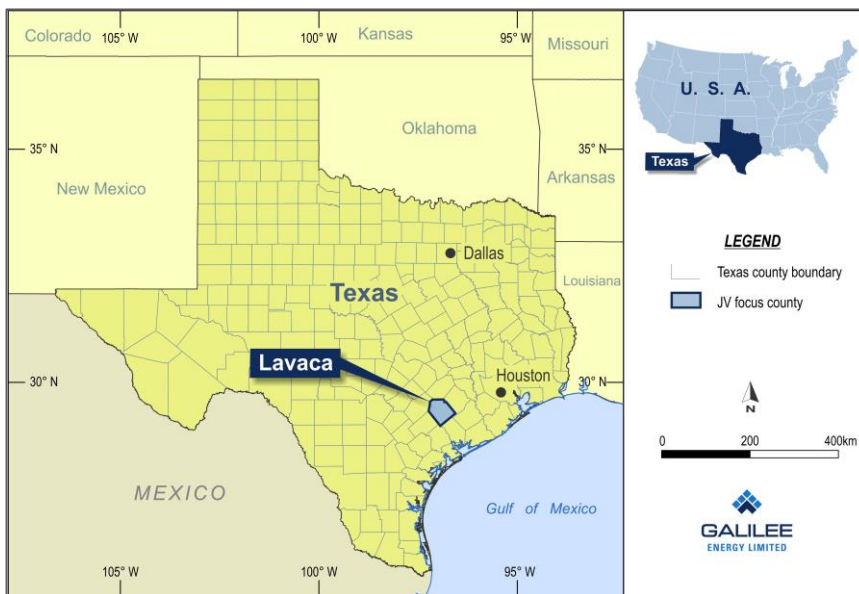 Colorado
105° W
100° W
Kansas
95° W
Missouri
35° N
Oklahoma
35° N
New Mexico
Arkansas
Dallas
Texas
Louisiana
30° N
Lavaca
Houston
30° N
MEXICO
Gulf of Mexico
105° W
100° W
95° W
U. S. A.
Texas
LEGEND
Texas county boundary
JV focus county
N
0 200 400km
GALILEE
ENERGY LIMITED